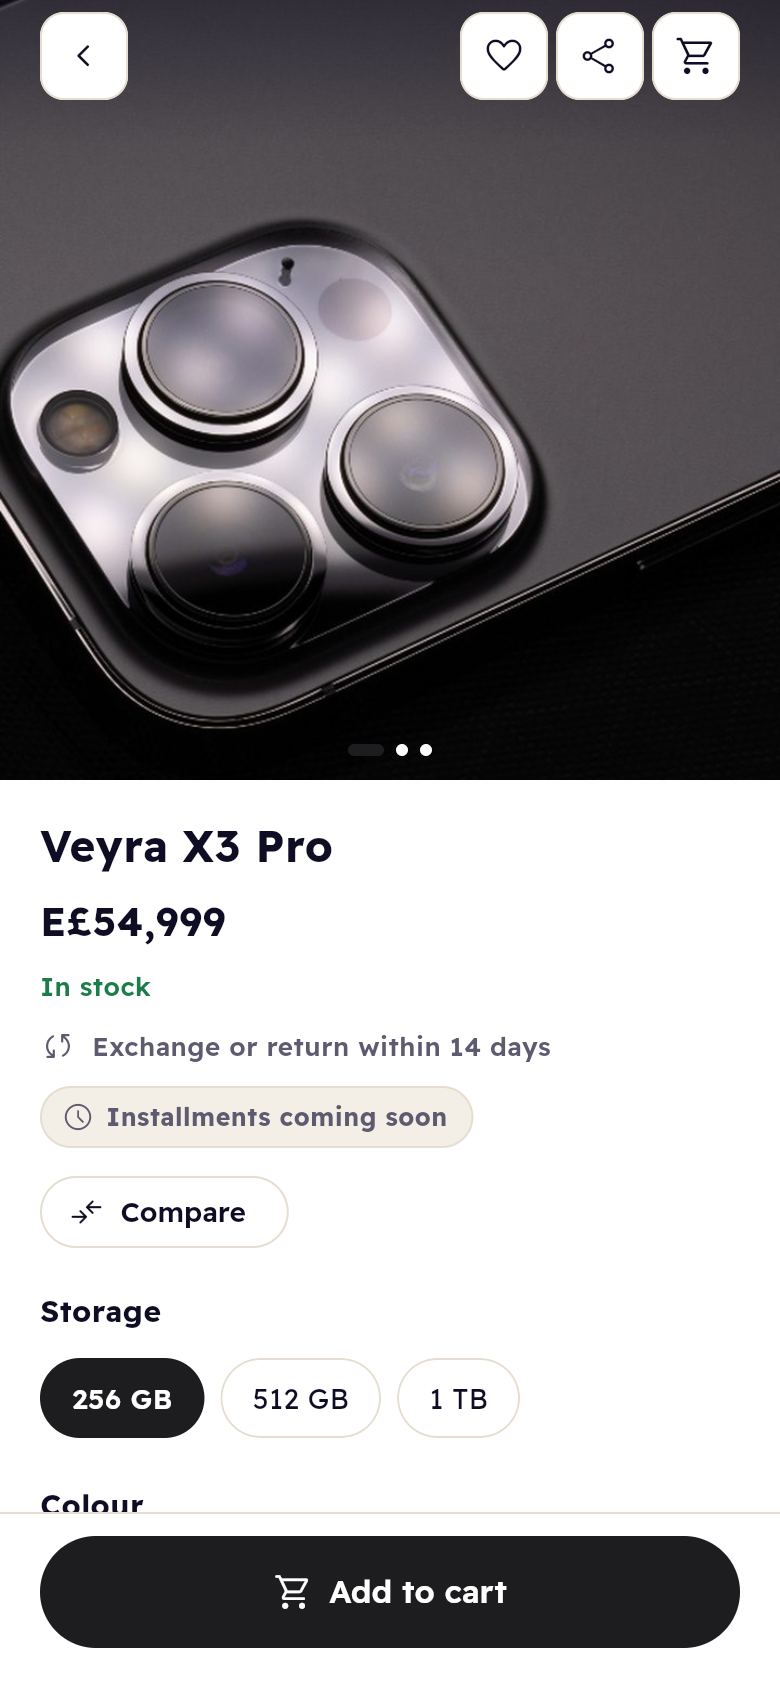 Veyra X3 Pro
E£54,999
In stock
Exchange or return within 14 days
Installments coming soon
Compare
Storage
256 GB
512 GB
1 TB
Colour
Add to cart